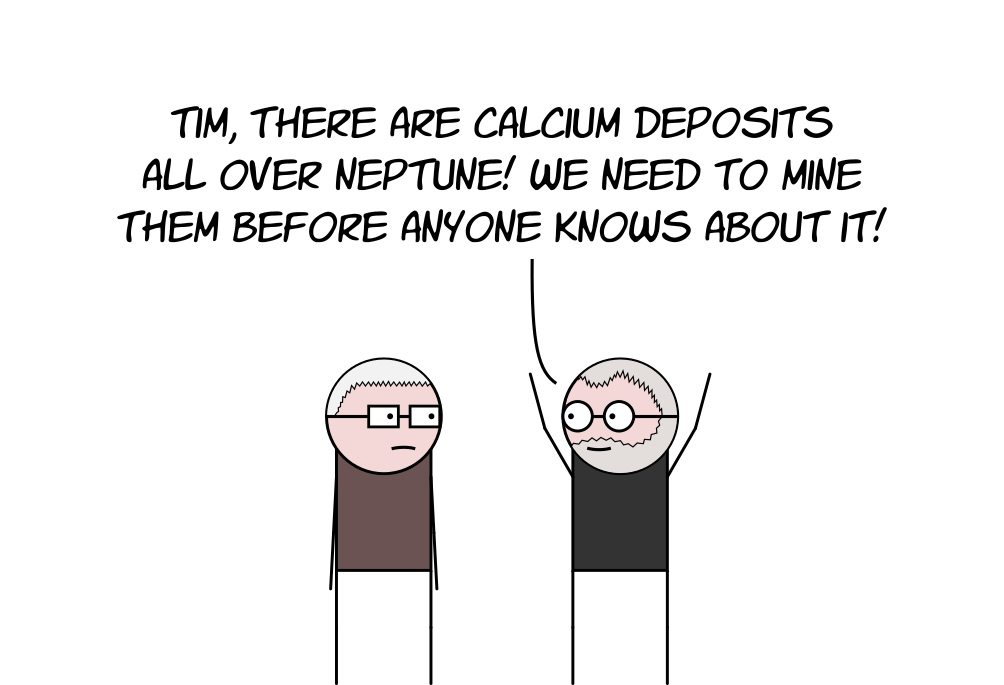 TIM, THERE ARE CALCIUM DEPOSITS
ALL OVER NEPTUNE! WE NEED TO MINE
THEM BEFORE ANYONE KNOWS ABOUT IT!